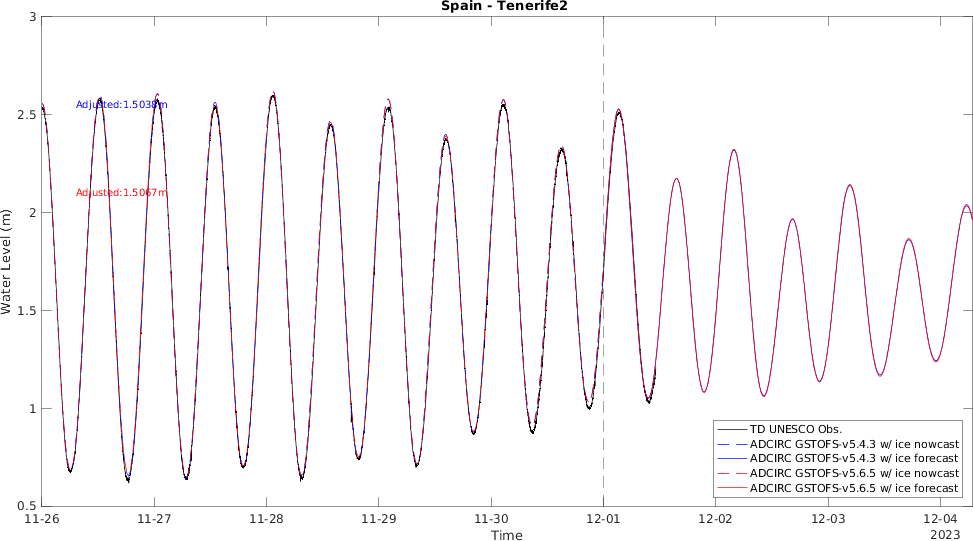 Spain - Tenerife2
3
2.5
2
1.5
1
0.5
Water Level (m)
Adjusted:1.5038m
Adjusted:1.5067m
TD UNESCO Obs.
ADCIRC GSTOFS-v5.4.3 w/ ice nowcast
ADCIRC GSTOFS-v5.4.3 w/ ice forecast
ADCIRC GSTOFS-v5.6.5 w/ ice nowcast
ADCIRC GSTOFS-v5.6.5 w/ ice forecast
11-26 11-27 11-28 11-29 11-30 12-01 12-02 12-03 12-04
Time 2023